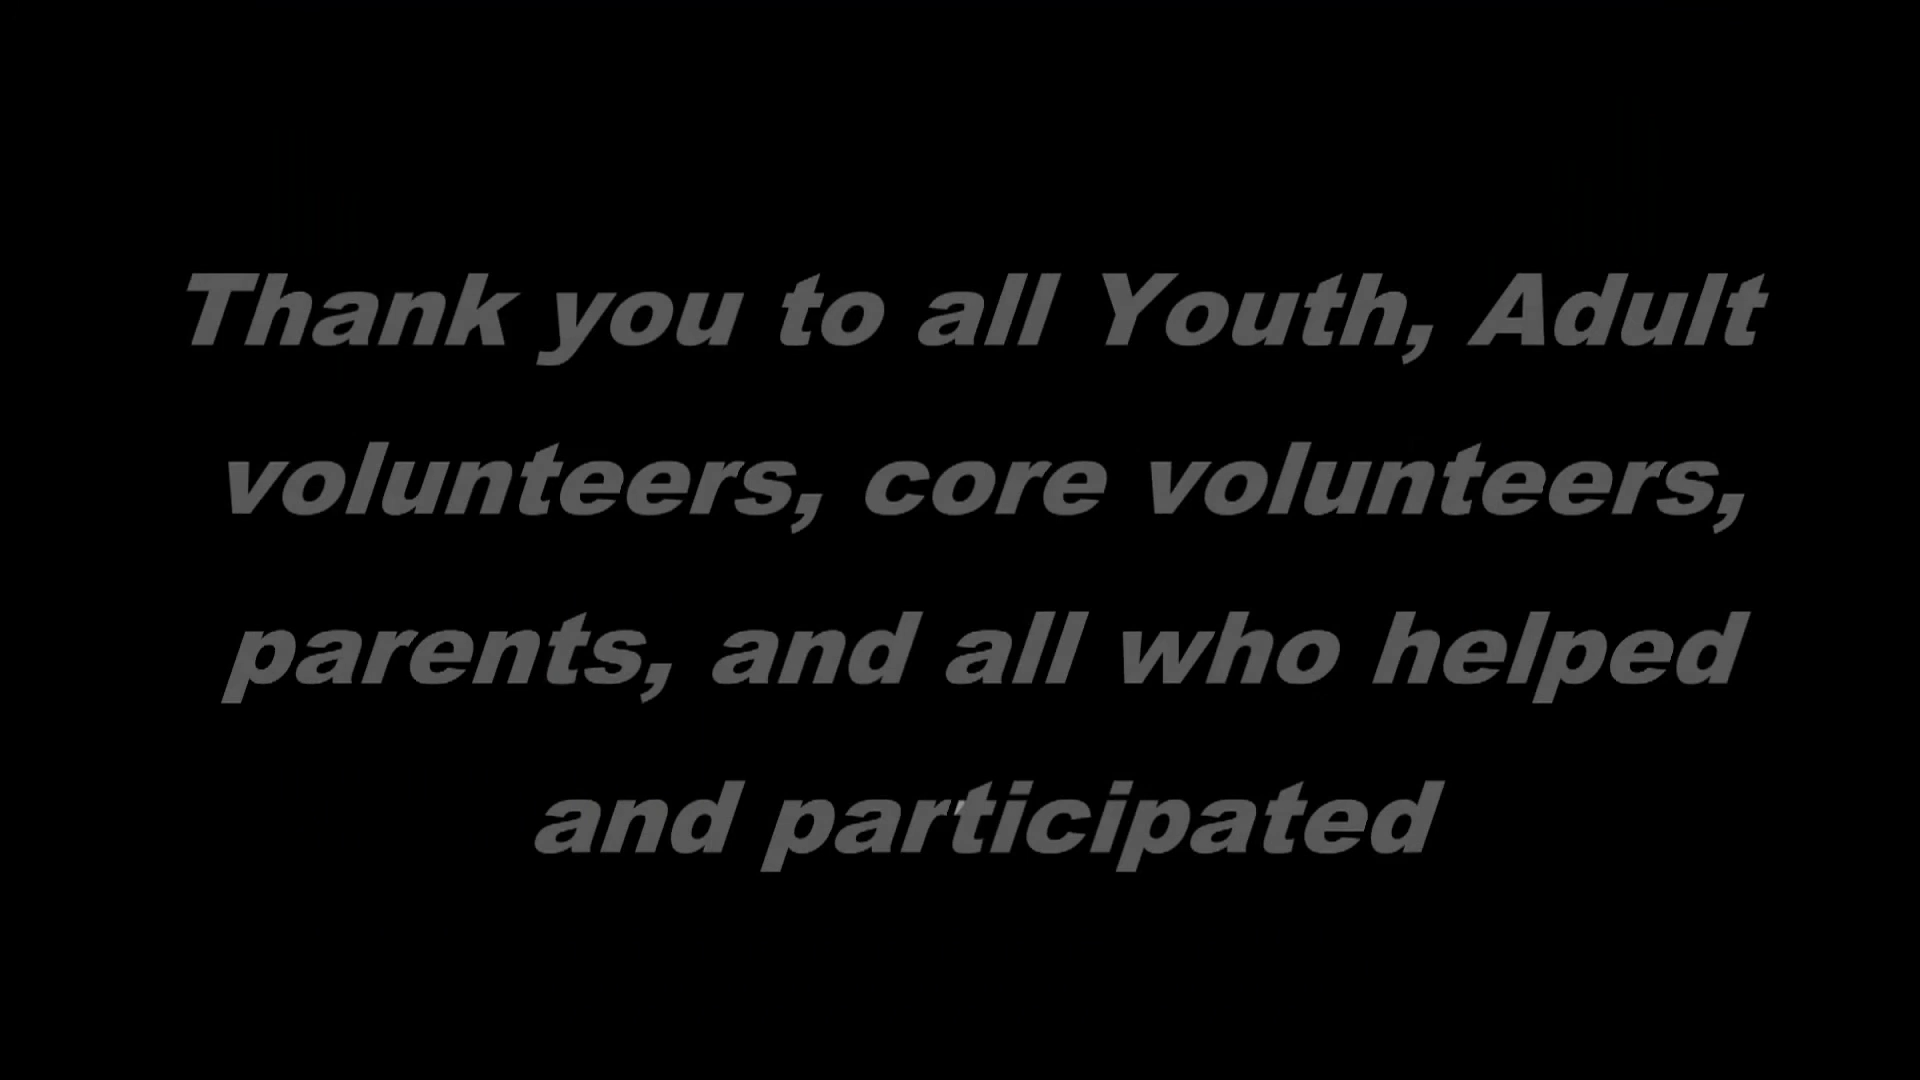 Thank you to all Youth, Adult
volunteers, core volunteers,
parents, and all who helped
and participated